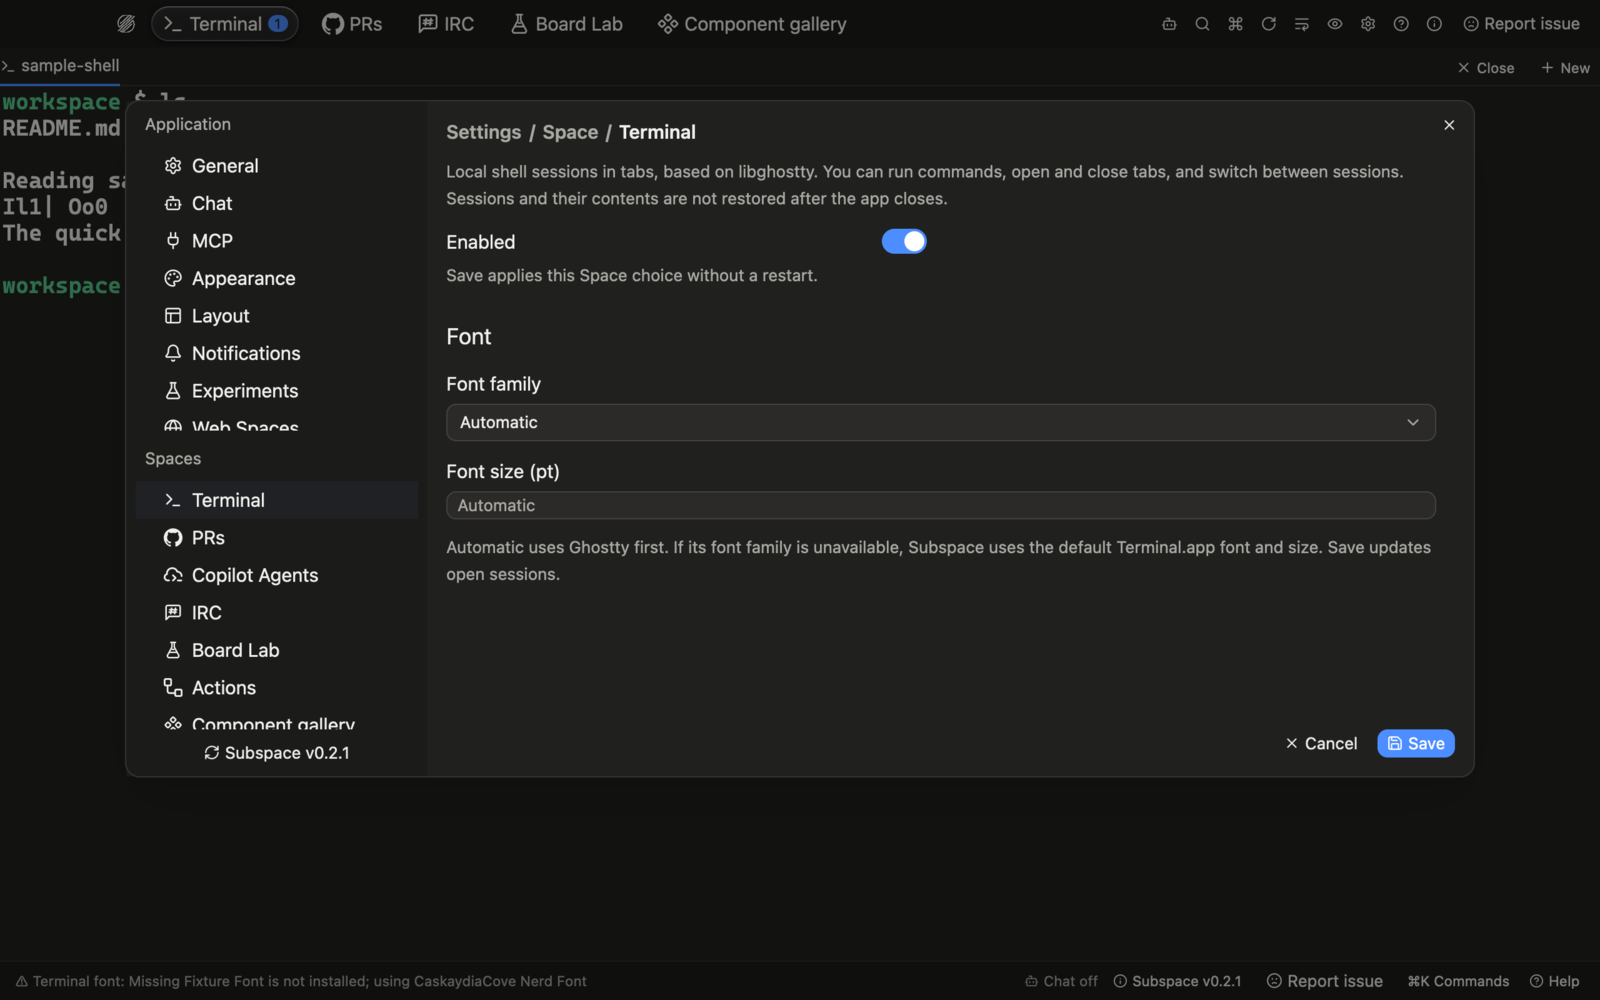 Terminal 1
PRs
IRC
Board Lab
Component gallery
Report issue
sample-shell
Close
New
workspace $ ls
README.md
Reading
Il1| Oo0
The quick
workspace
Application
General
Chat
MCP
Appearance
Layout
Notifications
Experiments
Web Spaces
Spaces
Terminal
PRs
Copilot Agents
IRC
Board Lab
Actions
Component gallery
Subspace v0.2.1
Settings / Space / Terminal
Local shell sessions in tabs, based on libghostty. You can run commands, open and close tabs, and switch between sessions.
Sessions and their contents are not restored after the app closes.
Enabled
Save applies this Space choice without a restart.
Font
Font family
Automatic
Font size (pt)
Automatic
Automatic uses Ghostty first. If its font family is unavailable, Subspace uses the default Terminal.app font and size. Save updates
open sessions.
Cancel
Save
Terminal font: Missing Fixture Font is not installed; using CaskaydiaCove Nerd Font
Chat off
Subspace v0.2.1
Report issue
⌘K Commands
Help